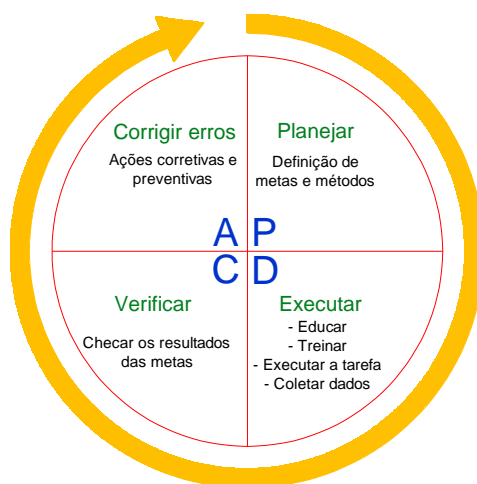 Corrigir erros
Ações corretivas e
preventivas
Planejar
Definição de
metas e métodos
A P
C D
Verificar
Checar os resultados
das metas
Executar
- Educar
- Treinar
- Executar a tarefa
- Coletar dados